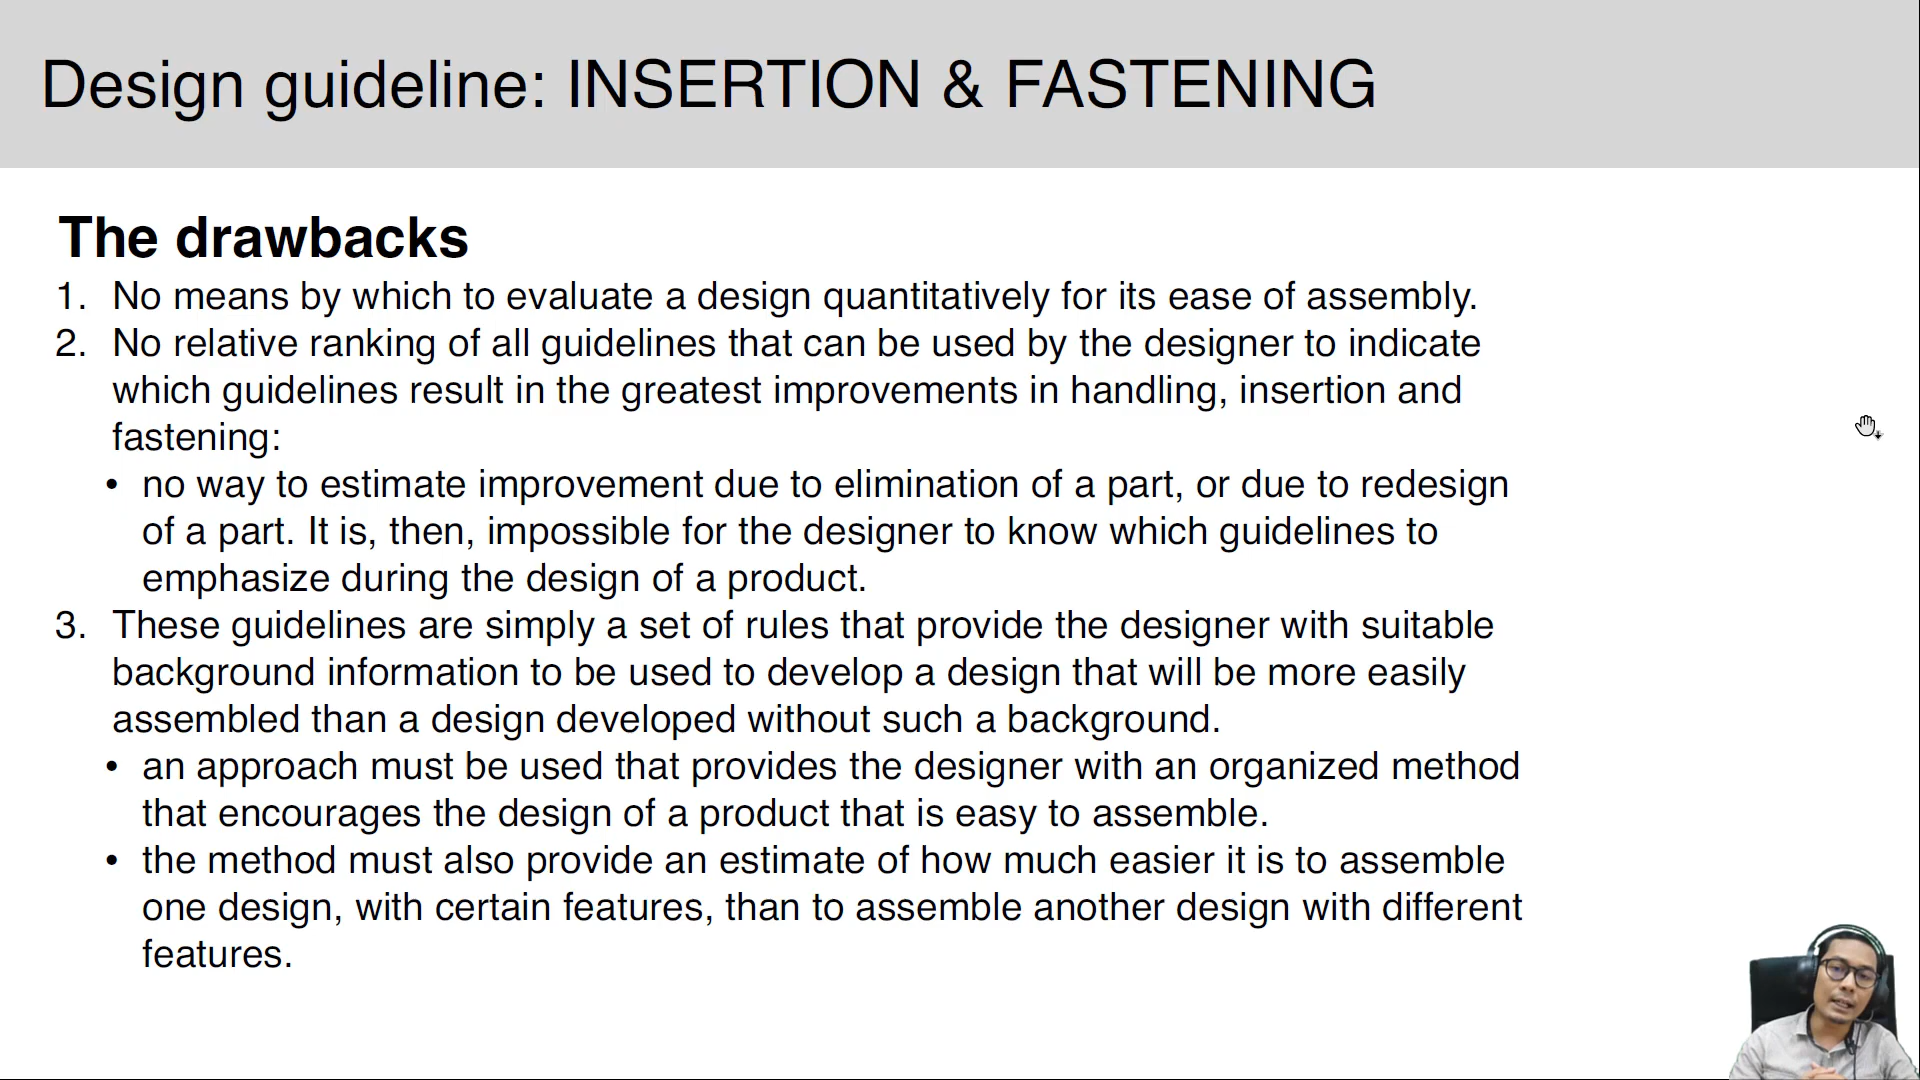 Design guideline: INSERTION & FASTENING
The drawbacks
1. No means by which to evaluate a design quantitatively for its ease of assembly.
2. No relative ranking of all guidelines that can be used by the designer to indicate
which guidelines result in the greatest improvements in handling, insertion and
fastening:
• no way to estimate improvement due to elimination of a part, or due to redesign
of a part. It is, then, impossible for the designer to know which guidelines to
emphasize during the design of a product.
3. These guidelines are simply a set of rules that provide the designer with suitable
background information to be used to develop a design that will be more easily
assembled than a design developed without such a background.
• an approach must be used that provides the designer with an organized method
that encourages the design of a product that is easy to assemble.
• the method must also provide an estimate of how much easier it is to assemble
one design, with certain features, than to assemble another design with different
features.